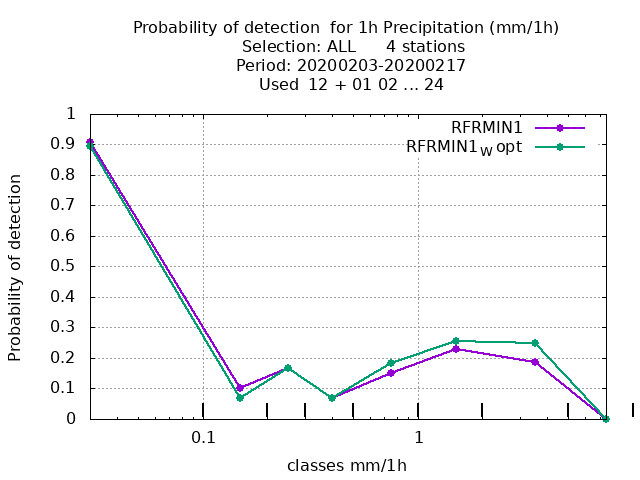 Probability of detection  for 1h Precipitation (mm/1h)
Selection: ALL      4 stations
Period: 20200203-20200217
Used  12 + 01 02 ... 24
RFRMIN1
RFRMIN1W opt
Probability of detection
1
0.9
0.8
0.7
0.6
0.5
0.4
0.3
0.2
0.1
0
0.1 1
classes mm/1h